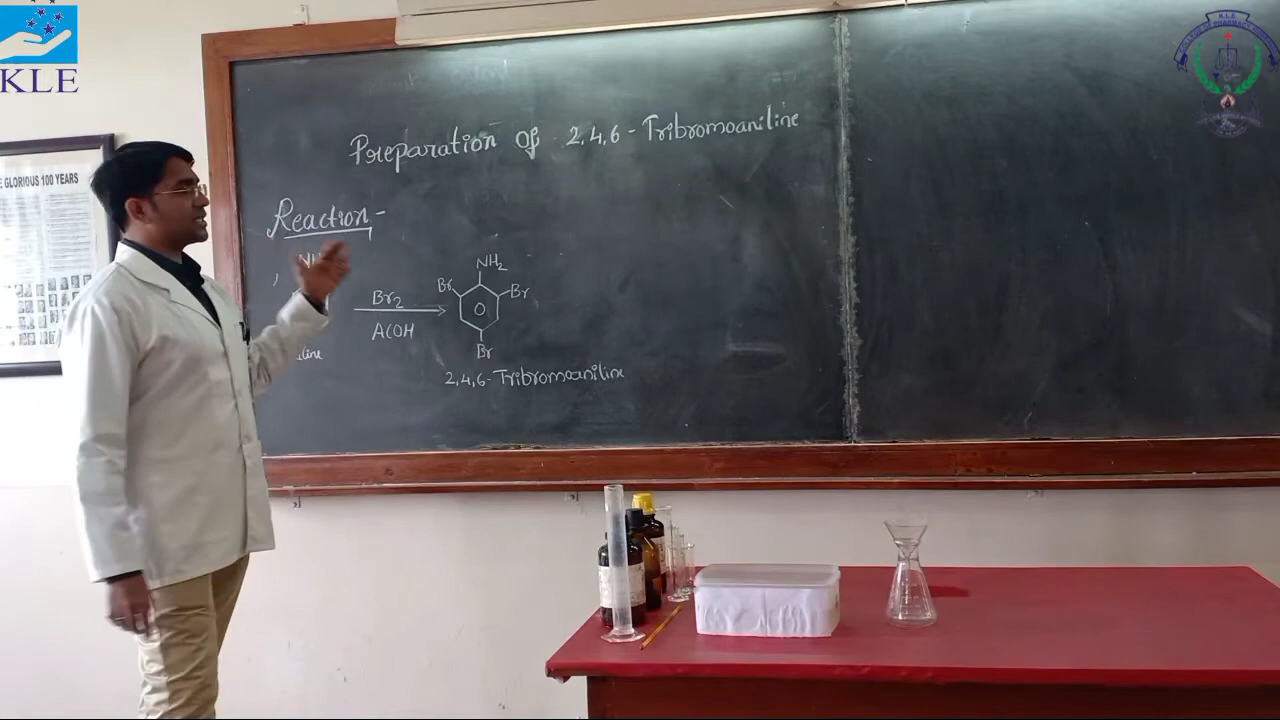 KLE
E GLORIOUS 100 YEARS
Preparation of 2,4,6-Tribromoaniline
Reaction-
NH2
Br
Br
Br2
ACOH
Br
2,4,6-Tribromoaniline